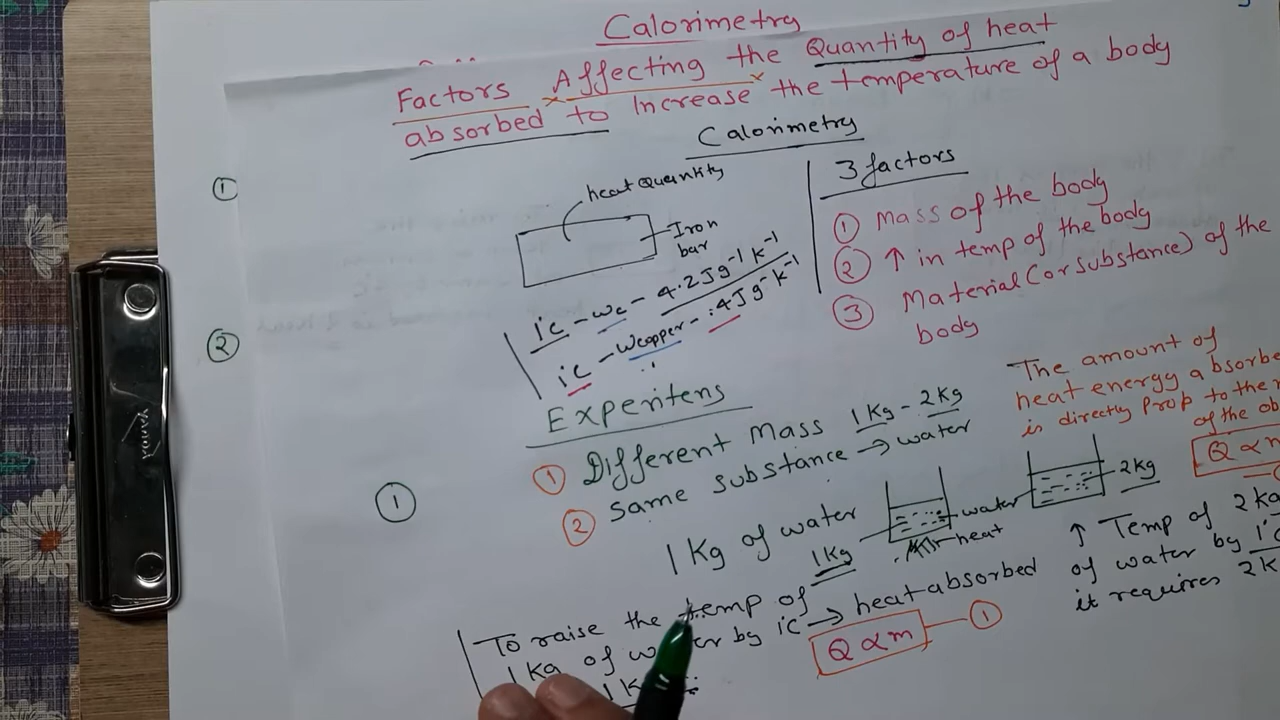 Calorimetry
Factors Affecting the Quantity of heat
absorbed to Increase the temperature of a body
Calorimetry
①
heat Quantity
Iron
bar
3 factors
① Mass of the body
② ↑ in temp of the body
③ Material (or substance) of the
body
②
1°C - Wc - 4.2 J g⁻¹ k⁻¹
1°C - Wcopper - .4 J g⁻ k⁻¹
Experitens
① Different Mass 1 Kg - 2 Kg
② same substance → water
The amount of
heat energy absorbe
is directly prop to the
of the ob
Q ∝ m
①
1 Kg of water
1 Kg
water
heat
2 kg
To raise the temp of
1 Kg of water by 1°C → heat absorbed
1 K
Q ∝ m - ①
↑ Temp of 2 kg
of water by 1°C
it requires 2 k